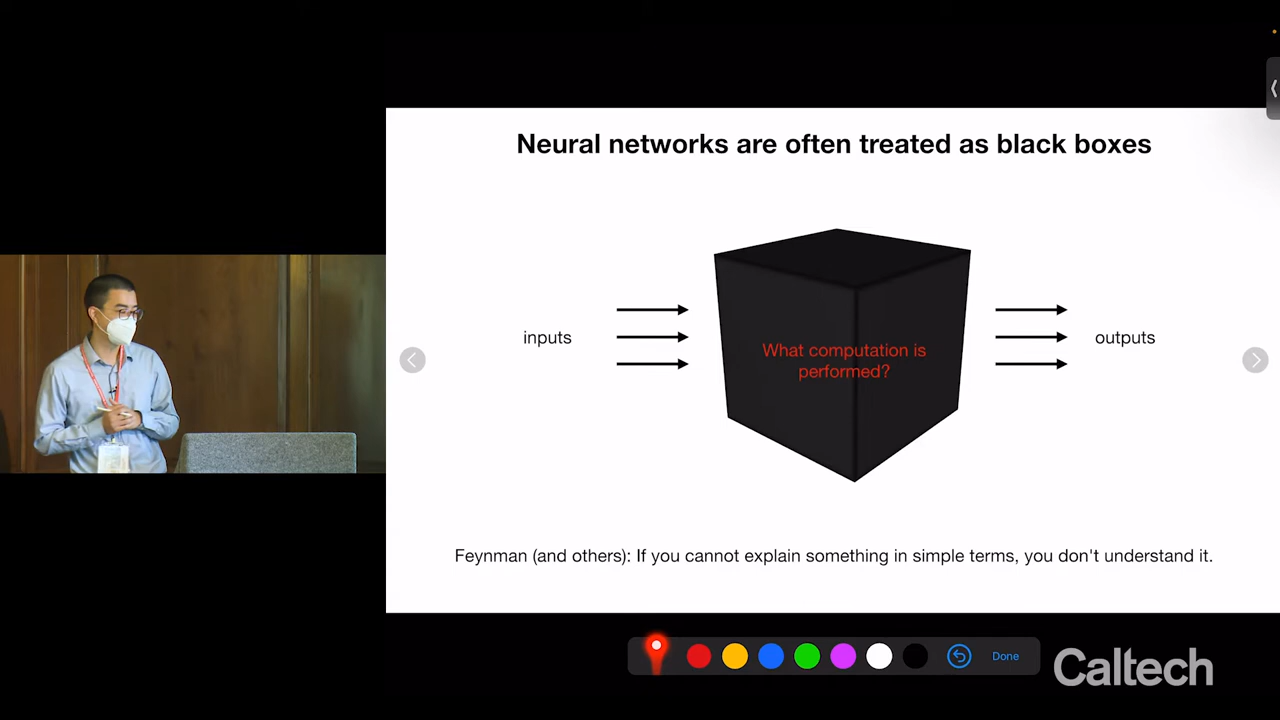 Neural networks are often treated as black boxes
inputs
What computation is
performed?
outputs
Feynman (and others): If you cannot explain something in simple terms, you don't understand it.
Done
Caltech